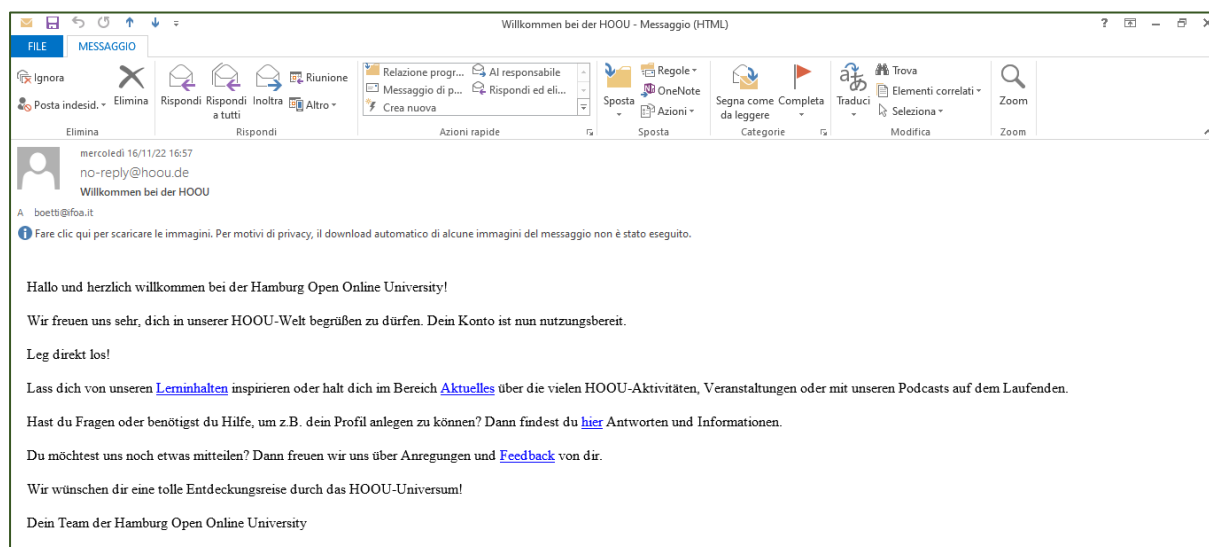 Willkommen bei der HOOU - Messaggio (HTML)
FILE MESSAGGIO
Ignora
Posta indesid.
Elimina
Rispondi
Rispondi a tutti
Inoltra
Riunione
Altro
Relazione progr...
Messaggio di p...
Crea nuova
Al responsabile
Rispondi ed eli...
Sposta
Regole
OneNote
Azioni
Segna come da leggere
Completa
Traduci
Trova
Elementi correlati
Seleziona
Zoom
Elimina Rispondi Azioni rapide Sposta Categorie Modifica Zoom
mercoledì 16/11/22 16:57
no-reply@hoou.de
Willkommen bei der HOOU
A boetti@ifoa.it
Fare clic qui per scaricare le immagini. Per motivi di privacy, il download automatico di alcune immagini del messaggio non è stato eseguito.
Hallo und herzlich willkommen bei der Hamburg Open Online University!
Wir freuen uns sehr, dich in unserer HOOU-Welt begrüßen zu dürfen. Dein Konto ist nun nutzungsbereit.
Leg direkt los!
Lass dich von unseren Lerninhalten inspirieren oder halt dich im Bereich Aktuelles über die vielen HOOU-Aktivitäten, Veranstaltungen oder mit unseren Podcasts auf dem Laufenden.
Hast du Fragen oder benötigst du Hilfe, um z.B. dein Profil anlegen zu können? Dann findest du hier Antworten und Informationen.
Du möchtest uns noch etwas mitteilen? Dann freuen wir uns über Anregungen und Feedback von dir.
Wir wünschen dir eine tolle Entdeckungsreise durch das HOOU-Universum!
Dein Team der Hamburg Open Online University